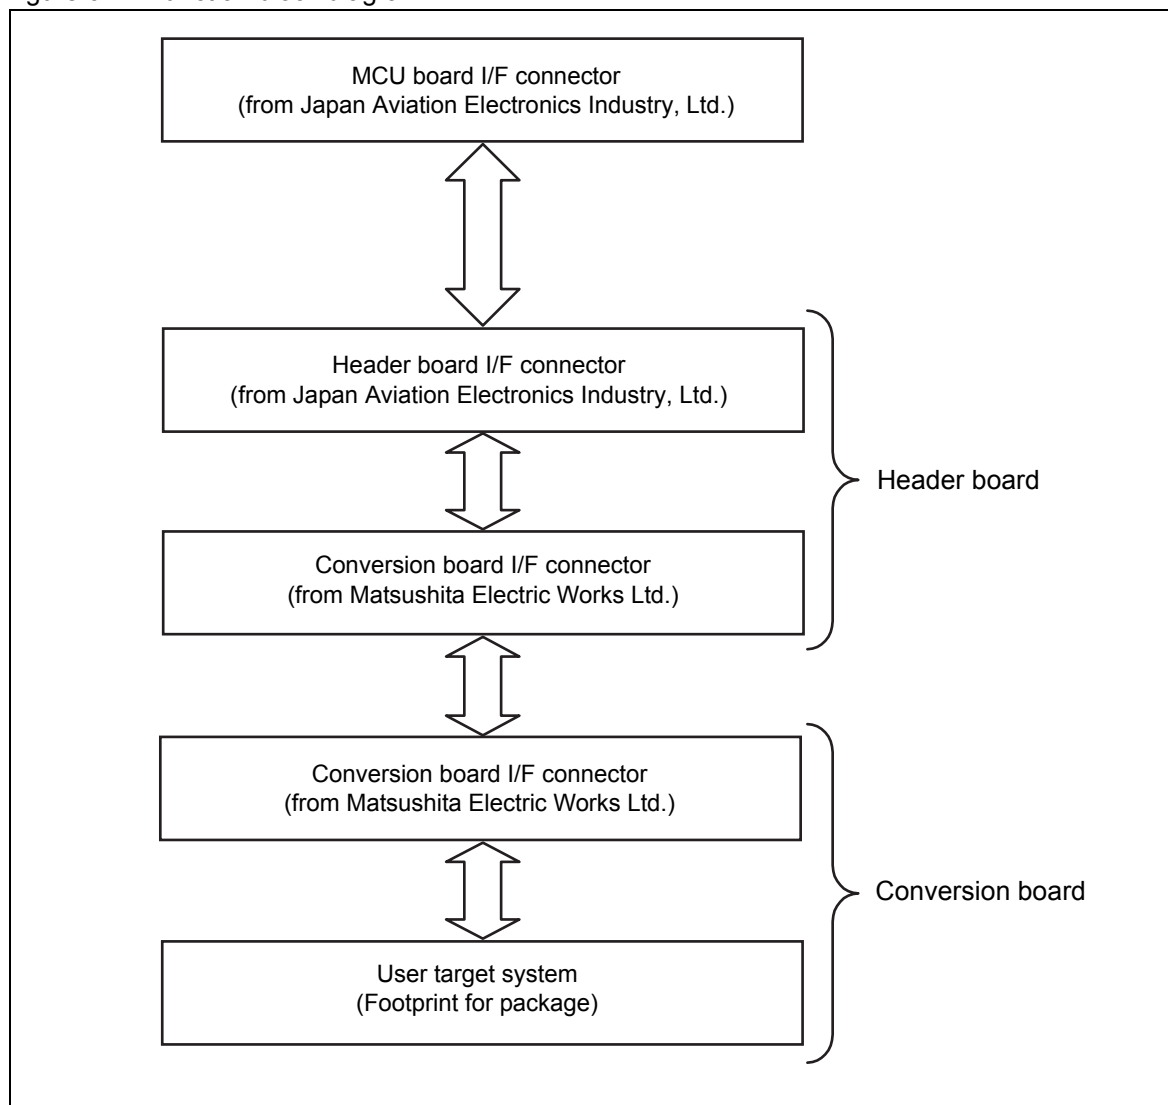 MCU board I/F connector
(from Japan Aviation Electronics Industry, Ltd.)
Header board I/F connector
(from Japan Aviation Electronics Industry, Ltd.)
Header board
Conversion board I/F connector
(from Matsushita Electric Works Ltd.)
Conversion board I/F connector
(from Matsushita Electric Works Ltd.)
Conversion board
User target system
(Footprint for package)